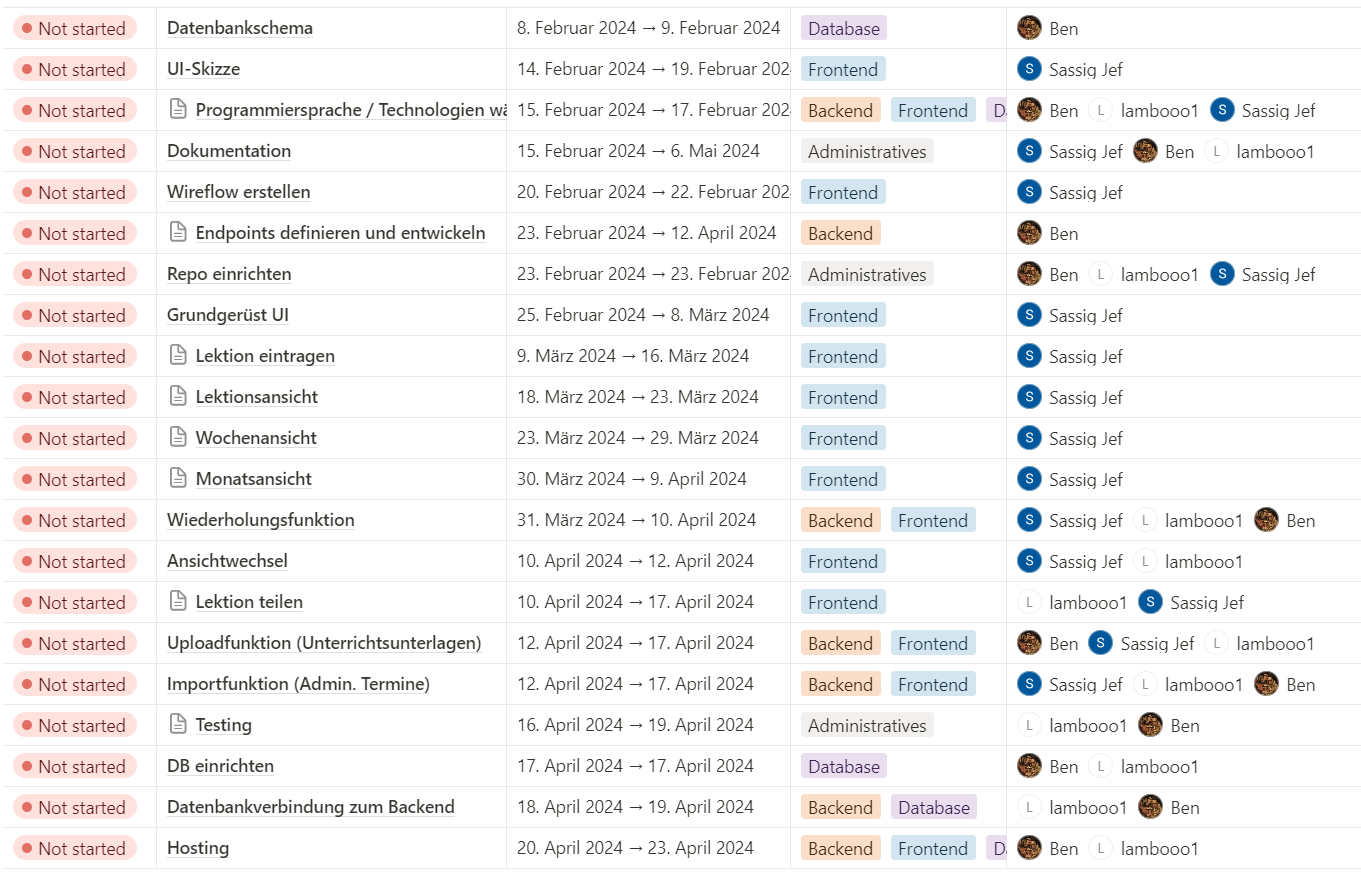 Not started Datenbankschema 8. Februar 2024 → 9. Februar 2024 Database Ben
Not started UI-Skizze 14. Februar 2024 → 19. Februar 202 Frontend S Sassig Jef
Not started Programmiersprache / Technologien wä 15. Februar 2024 → 17. Februar 202 Backend Frontend Da Ben L lambooo1 S Sassig Jef
Not started Dokumentation 15. Februar 2024 → 6. Mai 2024 Administratives S Sassig Jef Ben L lambooo1
Not started Wireflow erstellen 20. Februar 2024 → 22. Februar 202 Frontend S Sassig Jef
Not started Endpoints definieren und entwickeln 23. Februar 2024 → 12. April 2024 Backend Ben
Not started Repo einrichten 23. Februar 2024 → 23. Februar 202 Administratives Ben L lambooo1 S Sassig Jef
Not started Grundgerüst UI 25. Februar 2024 → 8. März 2024 Frontend S Sassig Jef
Not started Lektion eintragen 9. März 2024 → 16. März 2024 Frontend S Sassig Jef
Not started Lektionsansicht 18. März 2024 → 23. März 2024 Frontend S Sassig Jef
Not started Wochenansicht 23. März 2024 → 29. März 2024 Frontend S Sassig Jef
Not started Monatsansicht 30. März 2024 → 9. April 2024 Frontend S Sassig Jef
Not started Wiederholungsfunktion 31. März 2024 → 10. April 2024 Backend Frontend S Sassig Jef L lambooo1 Ben
Not started Ansichtwechsel 10. April 2024 → 12. April 2024 Frontend S Sassig Jef L lambooo1
Not started Lektion teilen 10. April 2024 → 17. April 2024 Frontend L lambooo1 S Sassig Jef
Not started Uploadfunktion (Unterrichtsunterlagen) 12. April 2024 → 17. April 2024 Backend Frontend Ben S Sassig Jef L lambooo1
Not started Importfunktion (Admin. Termine) 12. April 2024 → 17. April 2024 Backend Frontend S Sassig Jef L lambooo1 Ben
Not started Testing 16. April 2024 → 19. April 2024 Administratives L lambooo1 Ben
Not started DB einrichten 17. April 2024 → 17. April 2024 Database Ben L lambooo1
Not started Datenbankverbindung zum Backend 18. April 2024 → 19. April 2024 Backend Database L lambooo1 Ben
Not started Hosting 20. April 2024 → 23. April 2024 Backend Frontend Da Ben L lambooo1